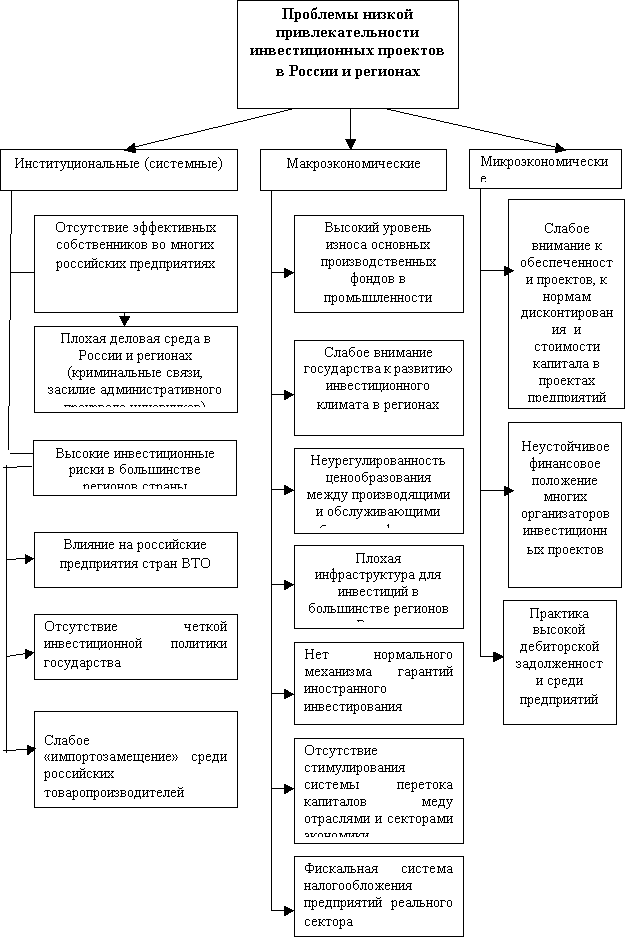 Проблемы низкой
привлекательности
инвестиционных проектов
в России и регионах
Институциональные (системные)
Отсутствие эффективных
собственников во многих
российских предприятиях
Плохая деловая среда в
России и регионах
(криминальные связи,
засилие административного
Высокие инвестиционные
риски в большинстве
регионов страны
Влияние на российские
предприятия стран ВТО
Отсутствие четкой
инвестиционной политики
государства
Слабое
«импортозамещение» среди
российских
товаропроизводителей
Макроэкономические
Высокий уровень
износа основных
производственных
фондов в
промышленности
Слабое внимание
государства к развитию
инвестиционного
климата в регионах
Неурегулированность
ценообразования
между производящими
и обслуживающими
Плохая
инфраструктура для
инвестиций в
большинстве регионов
Нет нормального
механизма гарантий
иностранного
инвестирования
Отсутствие
стимулирования
системы перетока
капиталов меду
отраслями и секторами
экономики
Фискальная система
налогообложения
предприятий реального
сектора
Микроэкономически
е
Слабое
внимание к
обеспеченност
и проектов, к
нормам
дисконтирован
ия и
стоимости
капитала в
проектах
предприятий
Неустойчивое
финансовое
положение
многих
организаторов
инвестиционн
ых проектов
Практика
высокой
дебиторской
задолженност
и среди
предприятий